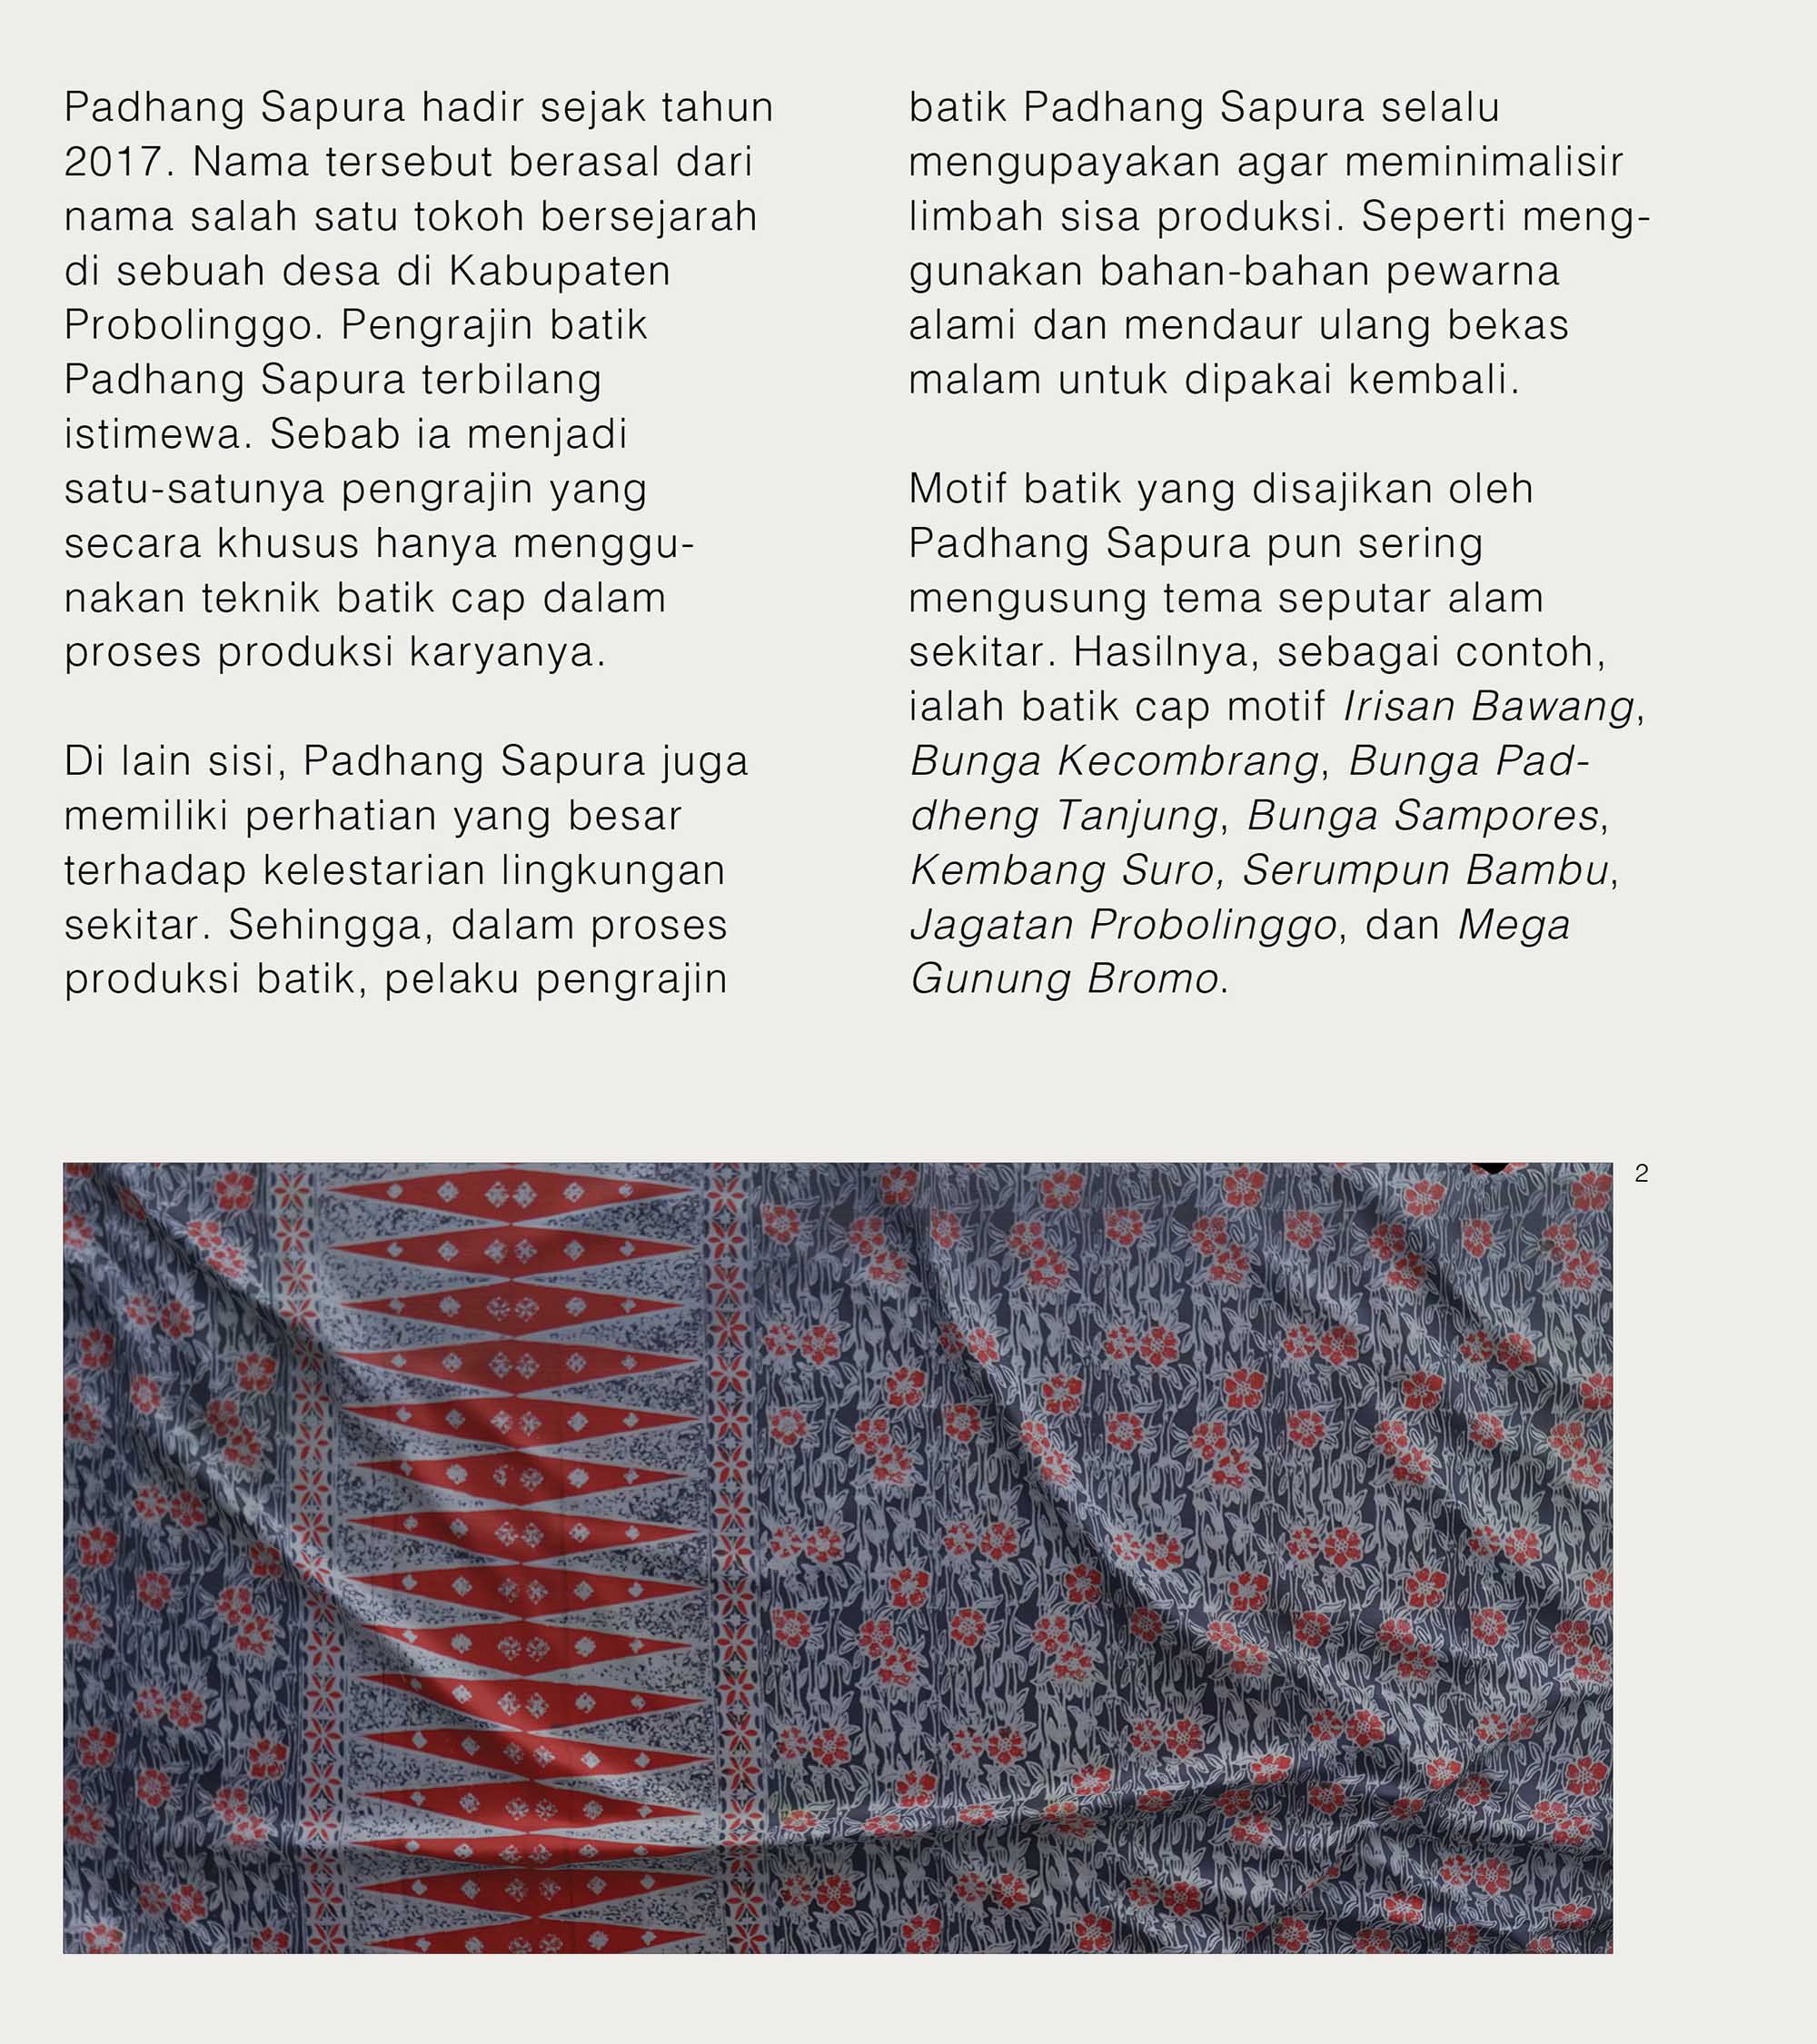 Padhang Sapura hadir sejak tahun
2017. Nama tersebut berasal dari
nama salah satu tokoh bersejarah
di sebuah desa di Kabupaten
Probolinggo. Pengrajin batik
Padhang Sapura terbilang
istimewa. Sebab ia menjadi
satu-satunya pengrajin yang
secara khusus hanya menggu-
nakan teknik batik cap dalam
proses produksi karyanya.
Di lain sisi, Padhang Sapura juga
memiliki perhatian yang besar
terhadap kelestarian lingkungan
sekitar. Sehingga, dalam proses
produksi batik, pelaku pengrajin
batik Padhang Sapura selalu
mengupayakan agar meminimalisir
limbah sisa produksi. Seperti meng-
gunakan bahan-bahan pewarna
alami dan mendaur ulang bekas
malam untuk dipakai kembali.
Motif batik yang disajikan oleh
Padhang Sapura pun sering
mengusung tema seputar alam
sekitar. Hasilnya, sebagai contoh,
ialah batik cap motif Irisan Bawang,
Bunga Kecombrang, Bunga Pad-
dheng Tanjung, Bunga Sampores,
Kembang Suro, Serumpun Bambu,
Jagatan Probolinggo, dan Mega
Gunung Bromo.
2